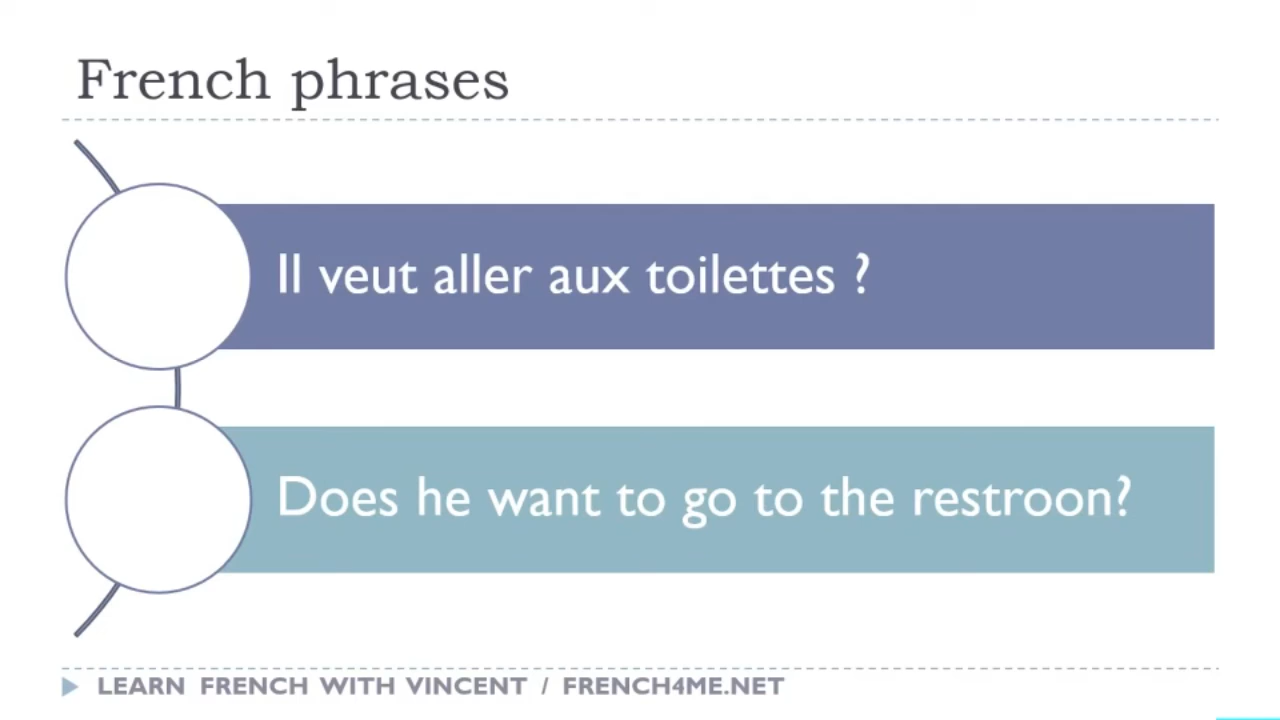 French phrases
Il veut aller aux toilettes ?
Does he want to go to the restroon?
LEARN FRENCH WITH VINCENT / FRENCH4ME.NET